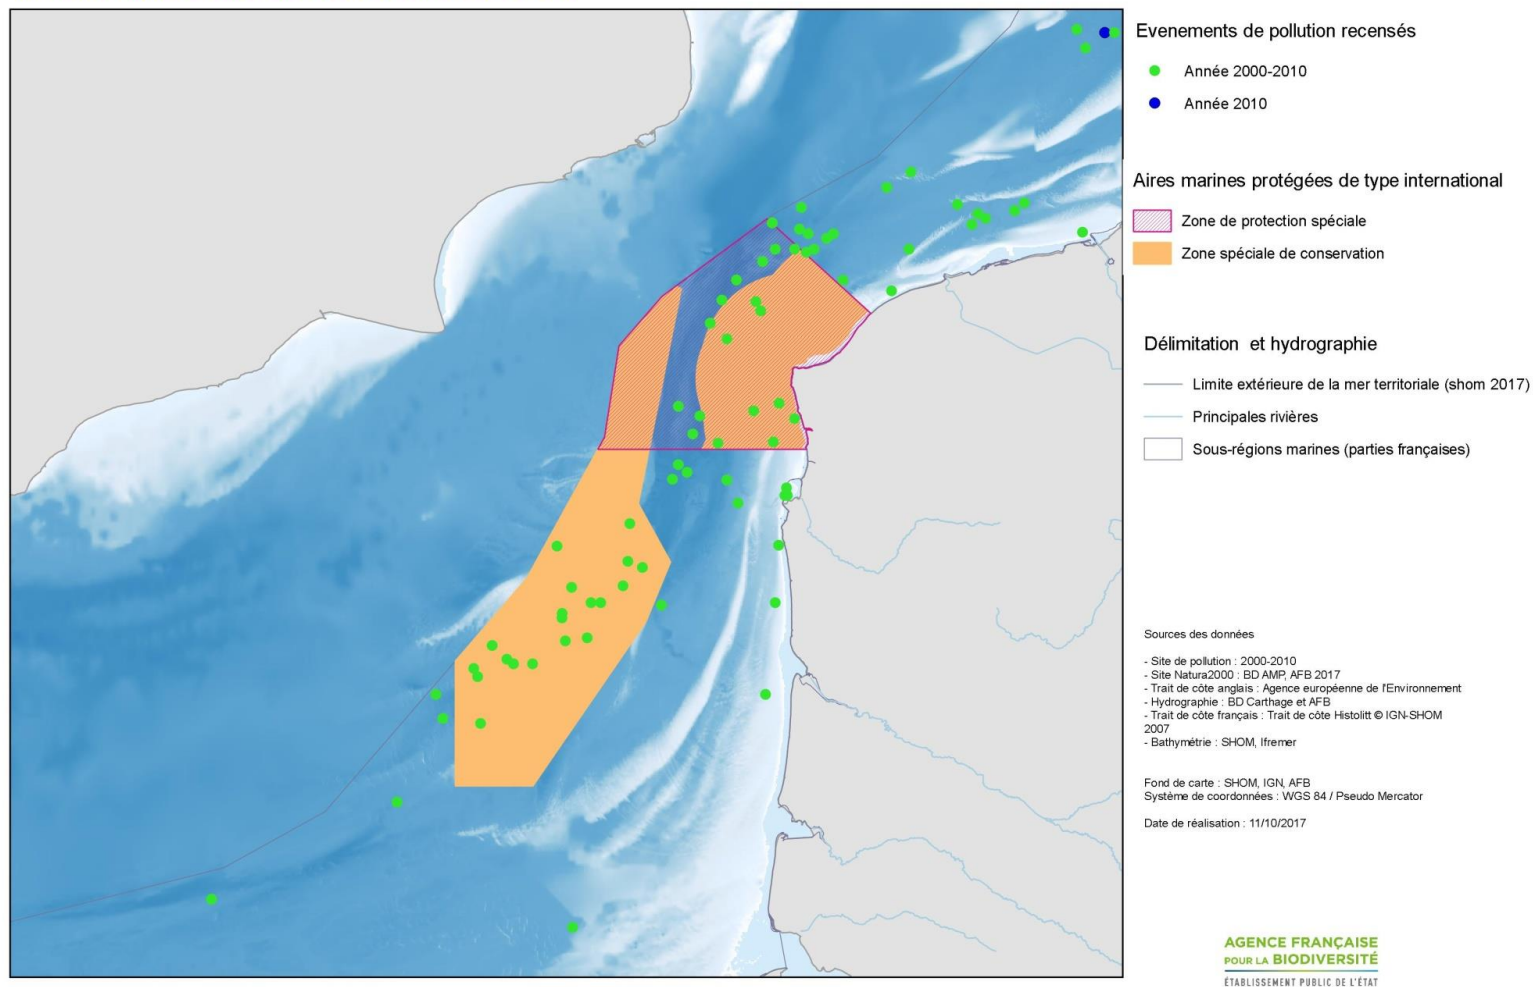 Evenements de pollution recensés
Année 2000-2010
Année 2010
Aires marines protégées de type international
Zone de protection spéciale
Zone spéciale de conservation
Délimitation et hydrographie
Limite extérieure de la mer territoriale (shom 2017)
Principales rivières
Sous-régions marines (parties françaises)
Sources des données
- Site de pollution : 2000-2010
- Site Natura2000 : BD AMP, AFB 2017
- Trait de côte anglais : Agence européenne de l'Environnement
- Hydrographie : BD Carthage et AFB
- Trait de côte français : Trait de côte Histolitt © IGN-SHOM
2007
- Bathymétrie : SHOM, Ifremer
Fond de carte : SHOM, IGN, AFB
Système de coordonnées : WGS 84 / Pseudo Mercator
Date de réalisation : 11/10/2017
AGENCE FRANÇAISE
POUR LA BIODIVERSITÉ
ÉTABLISSEMENT PUBLIC DE L'ÉTAT